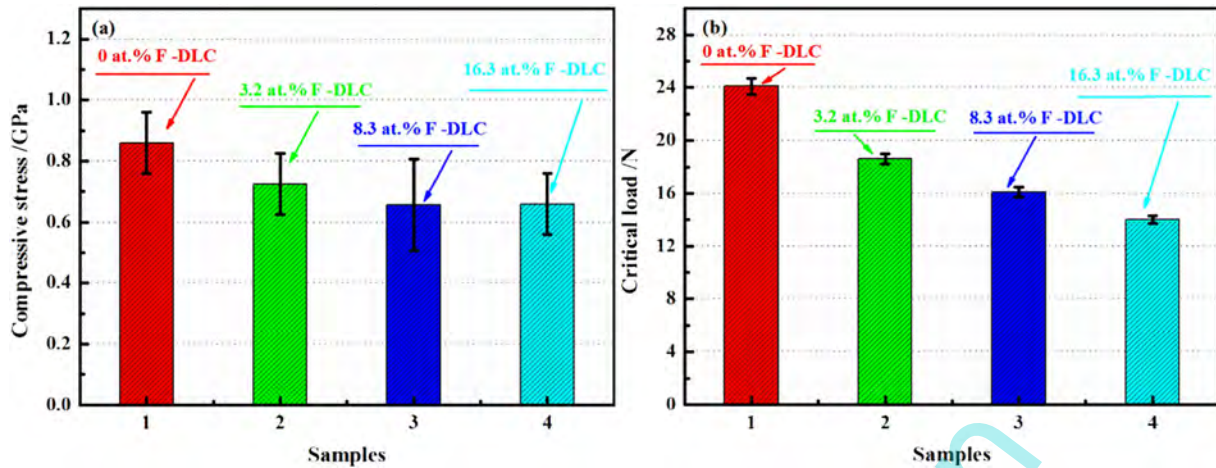 (a)
0 at.% F -DLC
3.2 at.% F -DLC
8.3 at.% F -DLC
16.3 at.% F -DLC
Compressive stress /GPa
1.2
1.0
0.8
0.6
0.4
0.2
0.0
1 2 3 4
Samples
(b)
0 at.% F -DLC
3.2 at.% F -DLC
8.3 at.% F -DLC
16.3 at.% F -DLC
Critical load /N
28
24
20
16
12
8
4
0
1 2 3 4
Samples